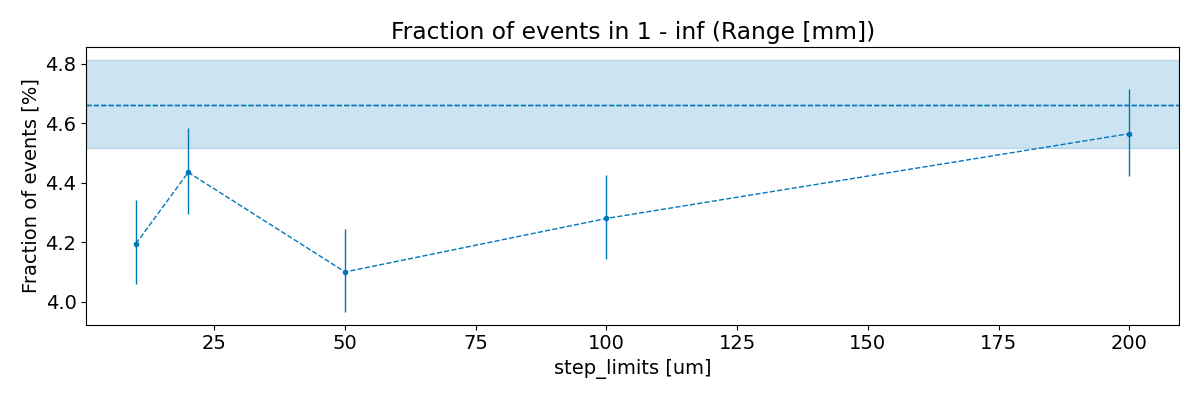 Fraction of events in 1 - inf (Range [mm])
Fraction of events [%]
4.8
4.6
4.4
4.2
4.0
25 50 75 100 125 150 175 200
step_limits [um]